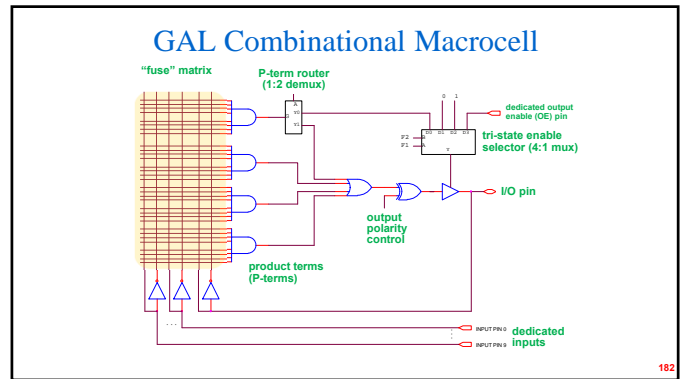 GAL Combinational Macrocell
"fuse" matrix
P-term router
(1:2 demux)
A
G
Y0
Y1
0 1
dedicated output
enable (OE) pin
D0 D1 D2 D3
F2 B
F1 A
Y
tri-state enable
selector (4:1 mux)
I/O pin
output
polarity
control
product terms
(P-terms)
. . .
INPUT PIN 0
dedicated
inputs
INPUT PIN 9
182